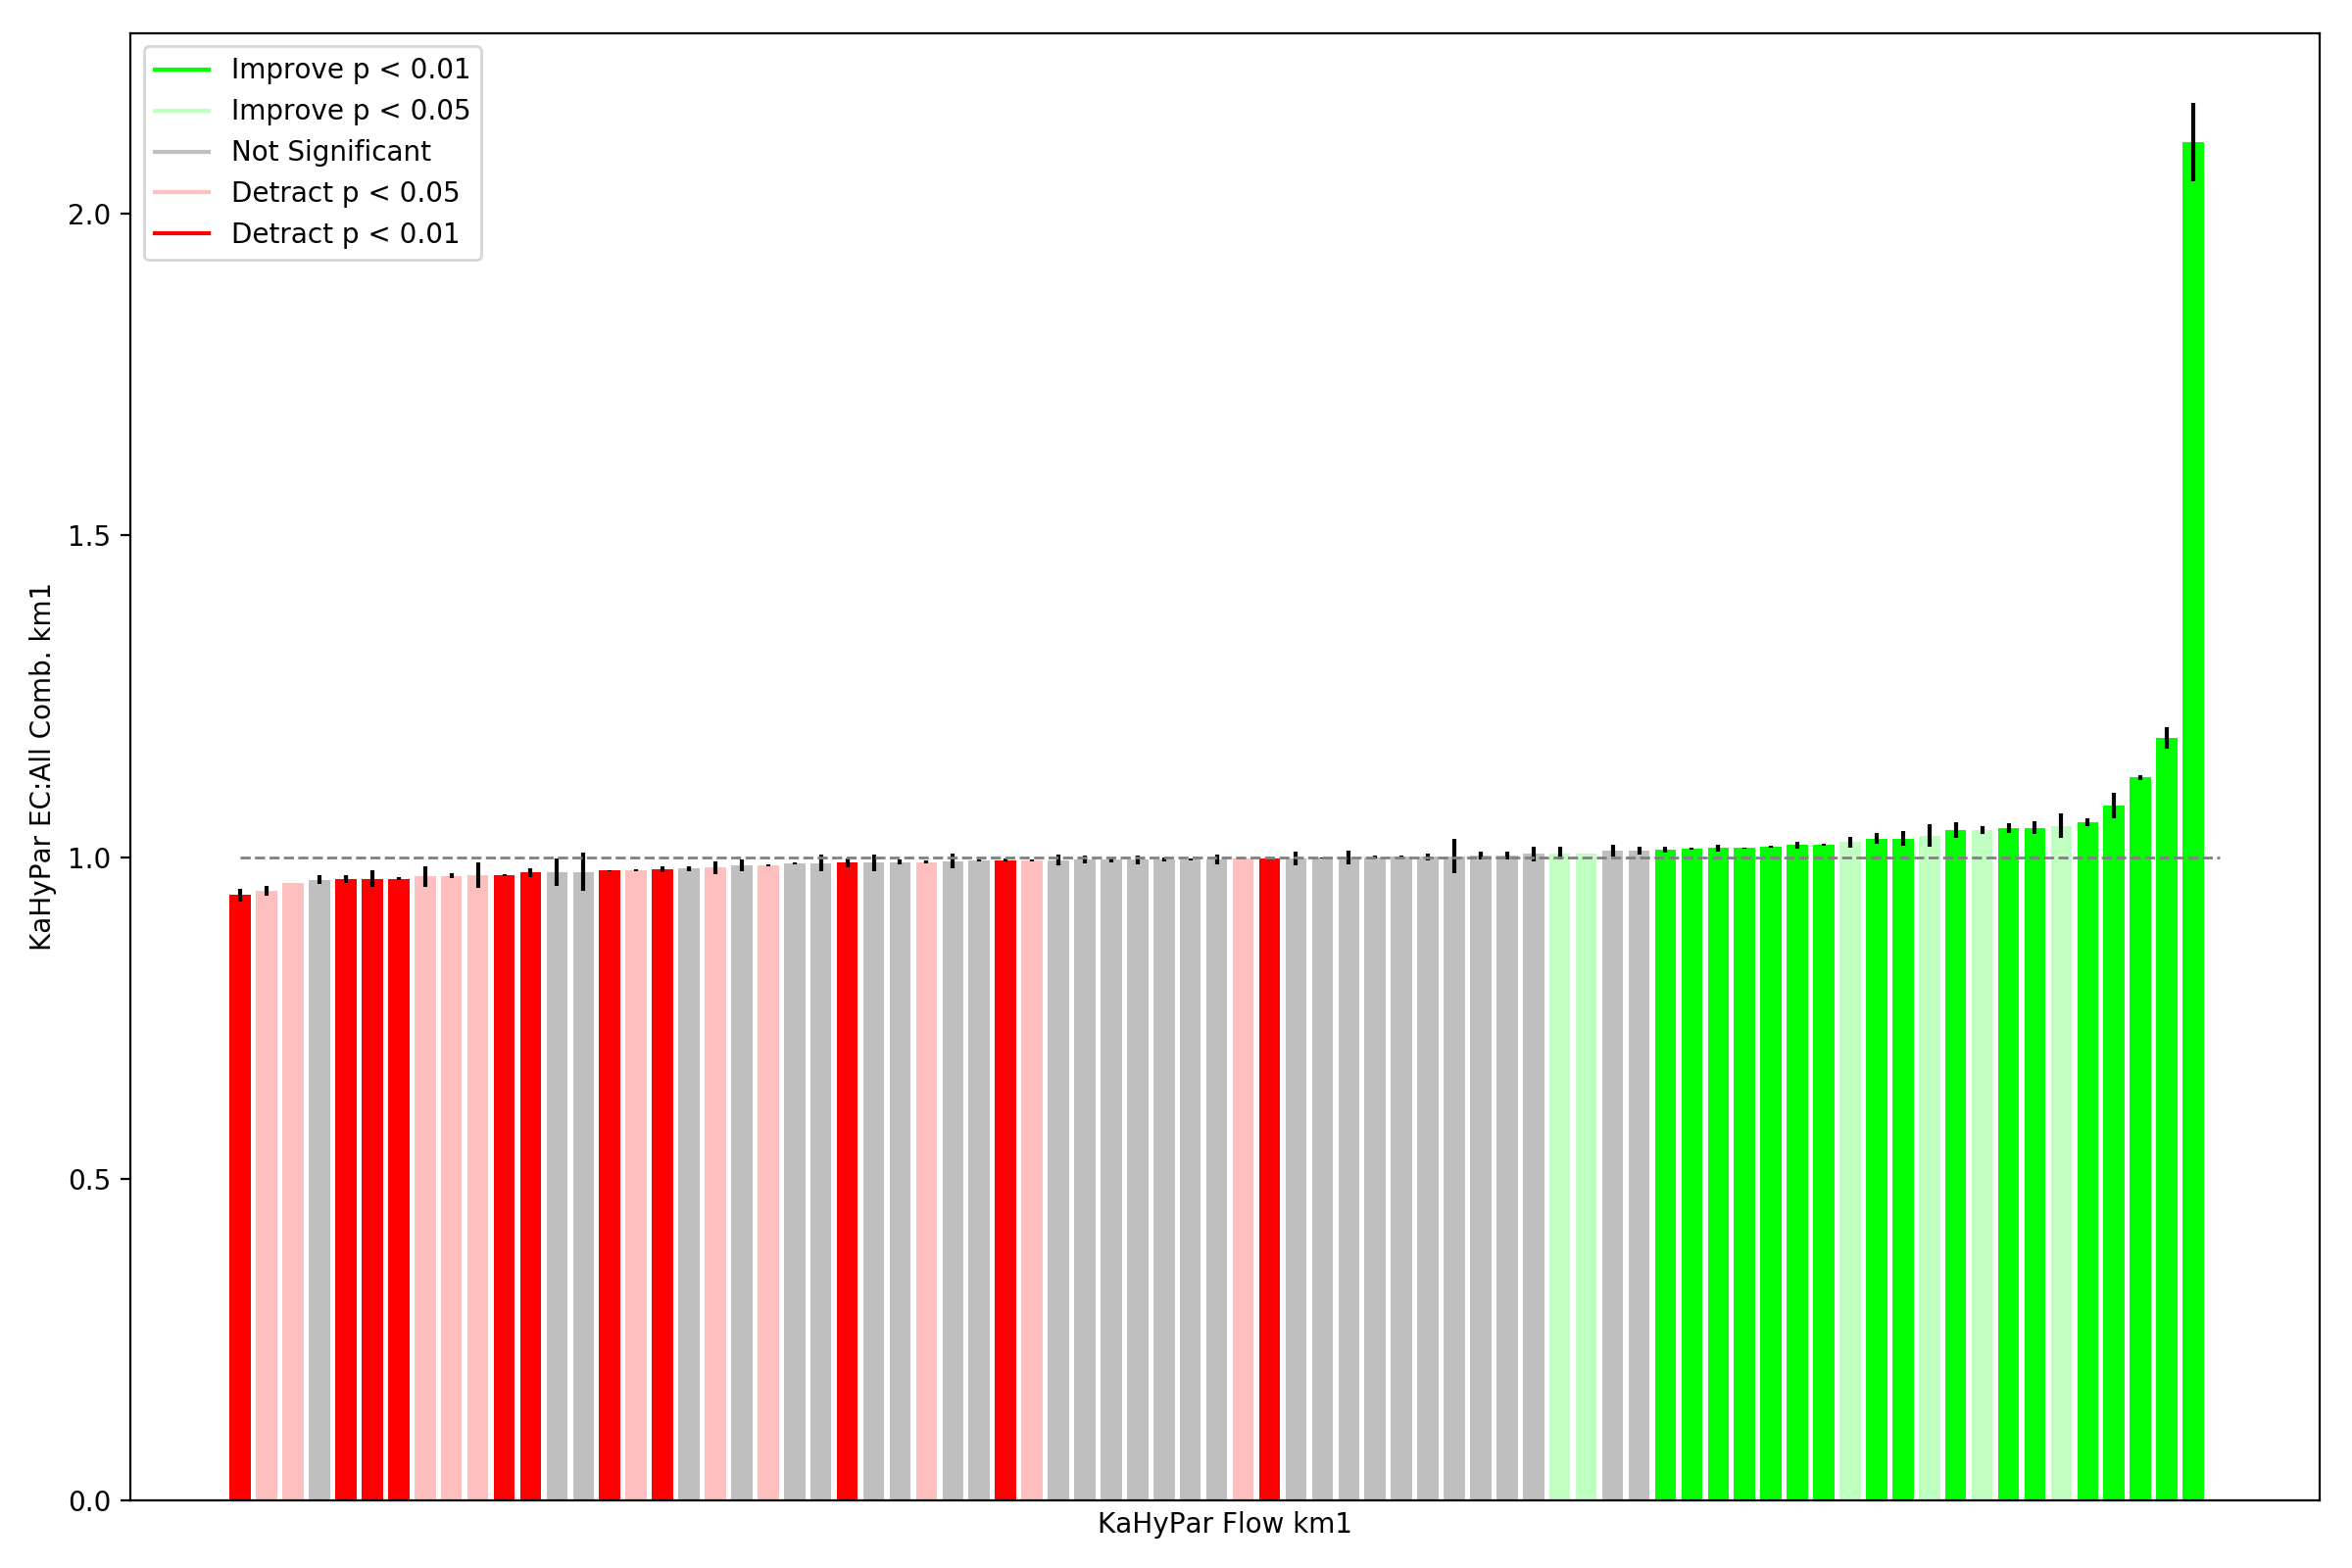 Improve p < 0.01
Improve p < 0.05
Not Significant
Detract p < 0.05
Detract p < 0.01
2.0
1.5
1.0
0.5
0.0
KaHyPar EC:All Comb. km1
KaHyPar Flow km1